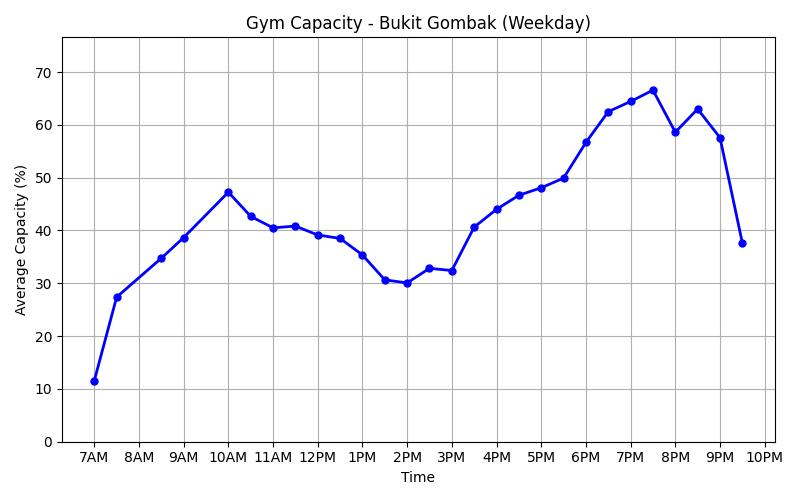 Gym Capacity - Bukit Gombak (Weekday)
Average Capacity (%)
70
60
50
40
30
20
10
0
7AM 8AM 9AM 10AM 11AM 12PM 1PM 2PM 3PM 4PM 5PM 6PM 7PM 8PM 9PM 10PM
Time